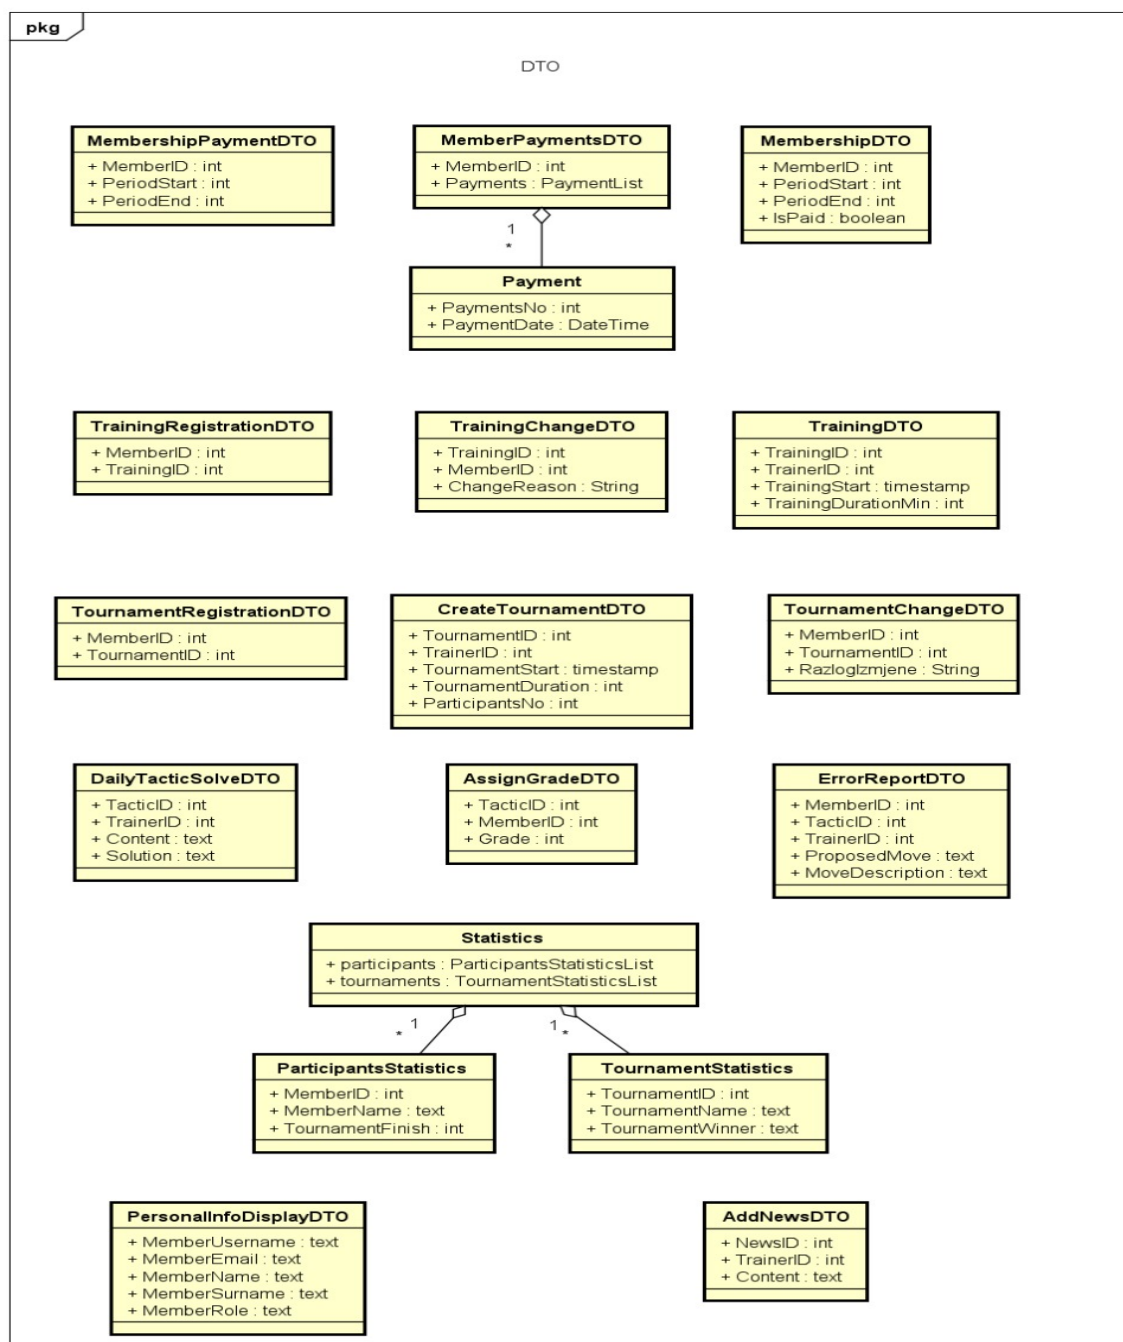 pkg
DTO
MembershipPaymentDTO
+ MemberID : int
+ PeriodStart : int
+ PeriodEnd : int
MemberPaymentsDTO
+ MemberID : int
+ Payments : PaymentList
MembershipDTO
+ MemberID : int
+ PeriodStart : int
+ PeriodEnd : int
+ IsPaid : boolean
1
*
Payment
+ PaymentsNo : int
+ PaymentDate : DateTime
TrainingRegistrationDTO
+ MemberID : int
+ TrainingID : int
TrainingChangeDTO
+ TrainingID : int
+ MemberID : int
+ ChangeReason : String
TrainingDTO
+ TrainingID : int
+ TrainerID : int
+ TrainingStart : timestamp
+ TrainingDurationMin : int
TournamentRegistrationDTO
+ MemberID : int
+ TournamentID : int
CreateTournamentDTO
+ TournamentID : int
+ TrainerID : int
+ TournamentStart : timestamp
+ TournamentDuration : int
+ ParticipantsNo : int
TournamentChangeDTO
+ MemberID : int
+ TournamentID : int
+ RazlogIzmjene : String
DailyTacticSolveDTO
+ TacticID : int
+ TrainerID : int
+ Content : text
+ Solution : text
AssignGradeDTO
+ TacticID : int
+ MemberID : int
+ Grade : int
ErrorReportDTO
+ MemberID : int
+ TacticID : int
+ TrainerID : int
+ ProposedMove : text
+ MoveDescription : text
Statistics
+ participants : ParticipantsStatisticsList
+ tournaments : TournamentStatisticsList
1
*
1
*
ParticipantsStatistics
+ MemberID : int
+ MemberName : text
+ TournamentFinish : int
TournamentStatistics
+ TournamentID : int
+ TournamentName : text
+ TournamentWinner : text
PersonalInfoDisplayDTO
+ MemberUsername : text
+ MemberEmail : text
+ MemberName : text
+ MemberSurname : text
+ MemberRole : text
AddNewsDTO
+ NewsID : int
+ TrainerID : int
+ Content : text